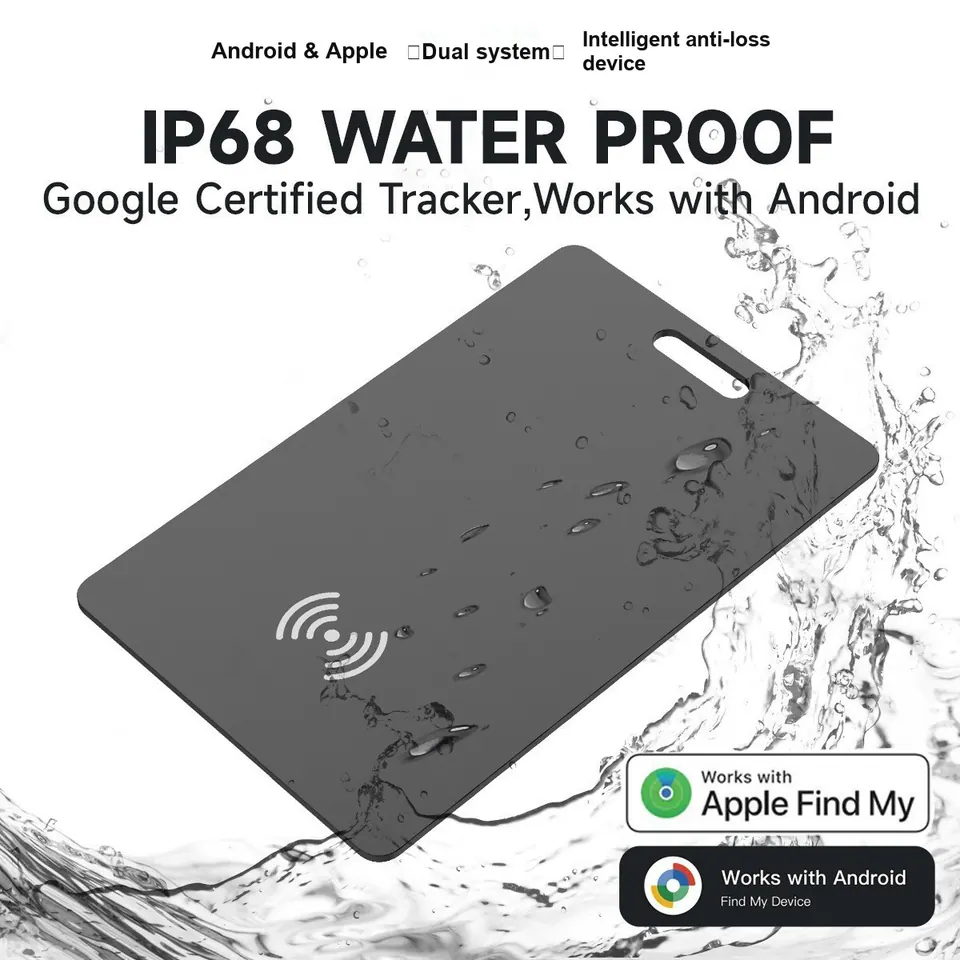 Android & Apple
□Dual system□
Intelligent anti-loss
device
IP68 WATER PROOF
Google Certified Tracker,Works with Android
Works with
Apple Find My
Works with Android
Find My Device